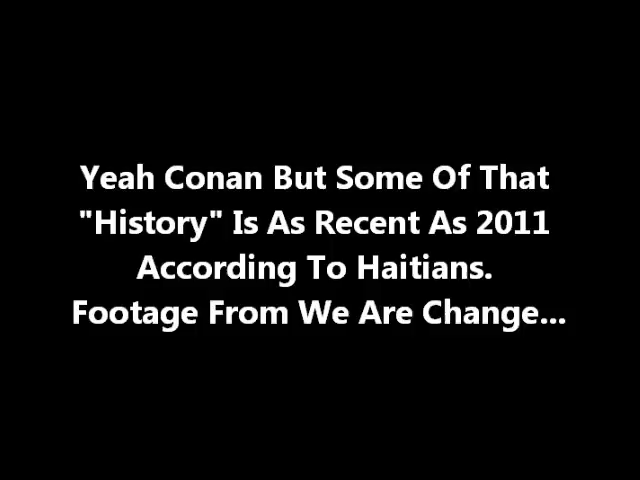 Yeah Conan But Some Of That
"History" Is As Recent As 2011
According To Haitians.
Footage From We Are Change...